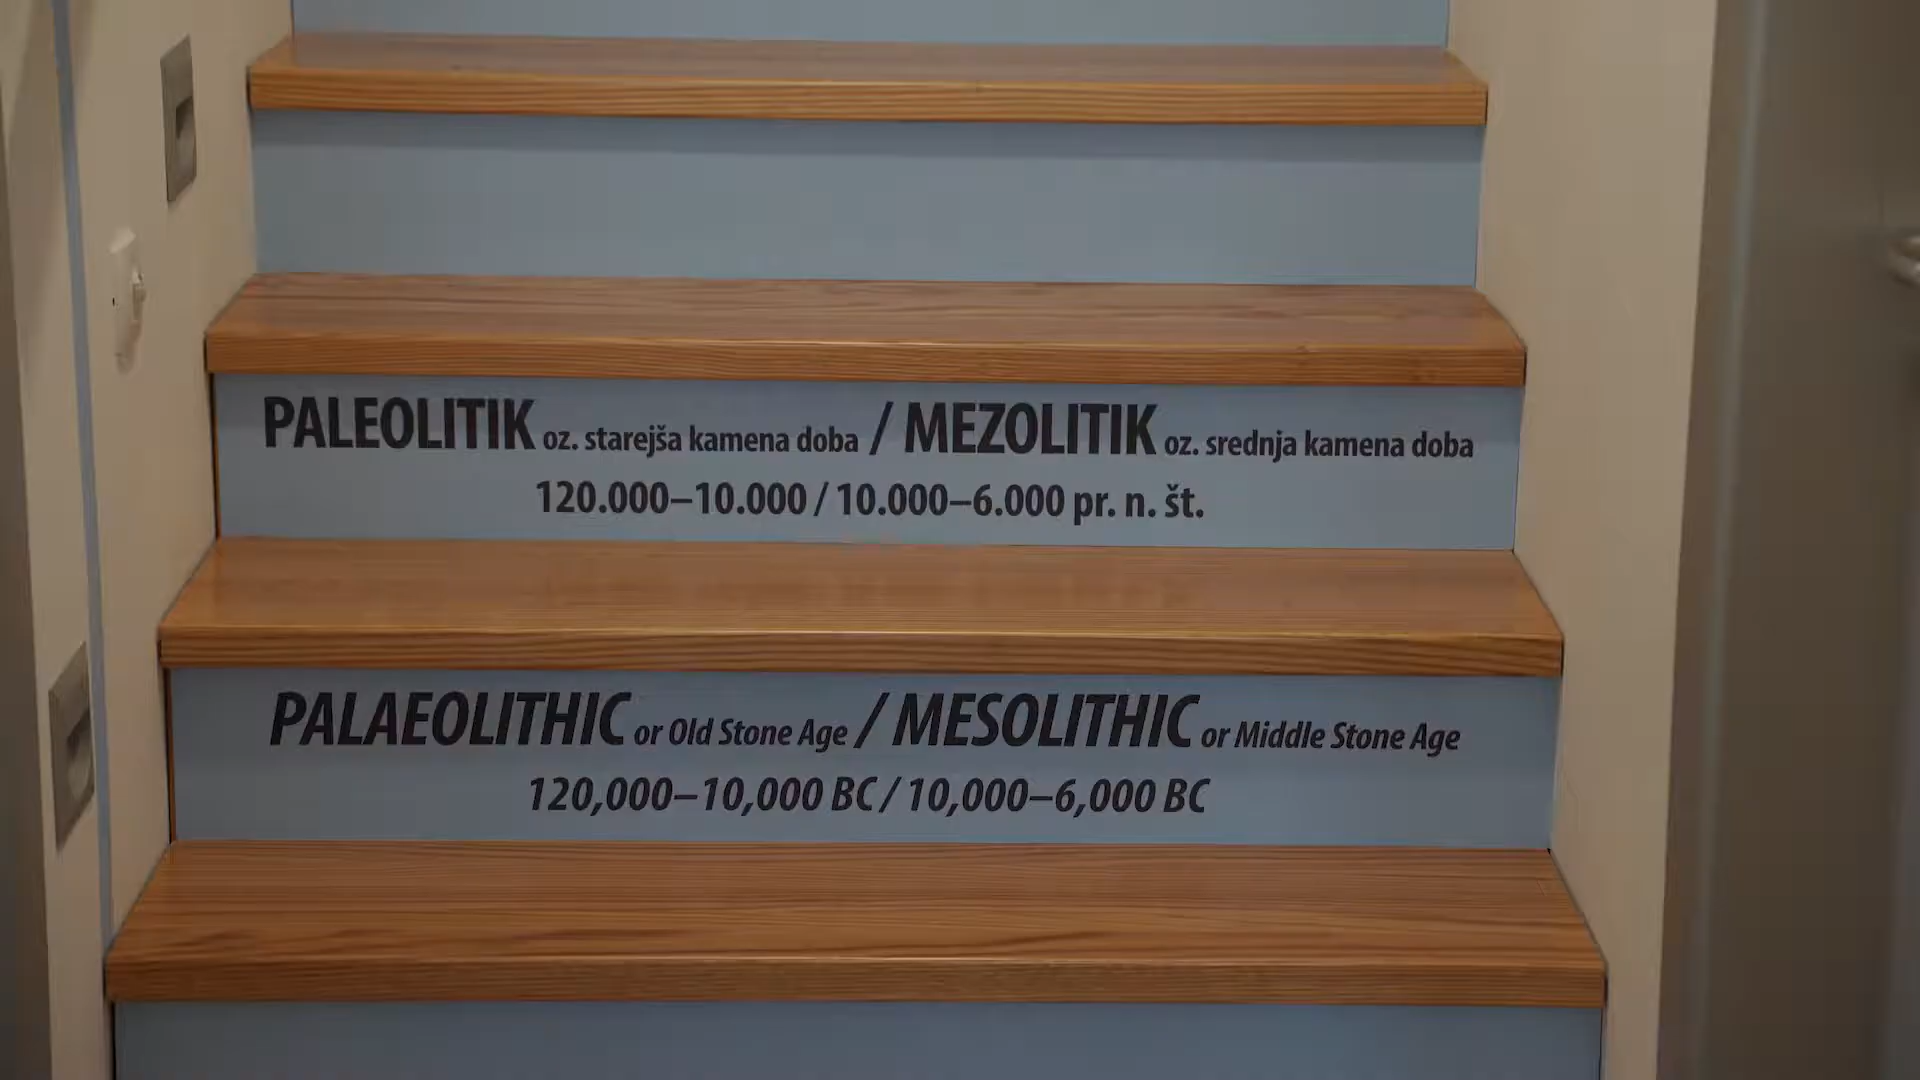 PALEOLITIK oz. starejša kamena doba / MEZOLITIK oz. srednja kamena doba
120.000–10.000 / 10.000–6.000 pr. n. št.
PALAEOLITHIC or Old Stone Age / MESOLITHIC or Middle Stone Age
120,000–10,000 BC / 10,000–6,000 BC